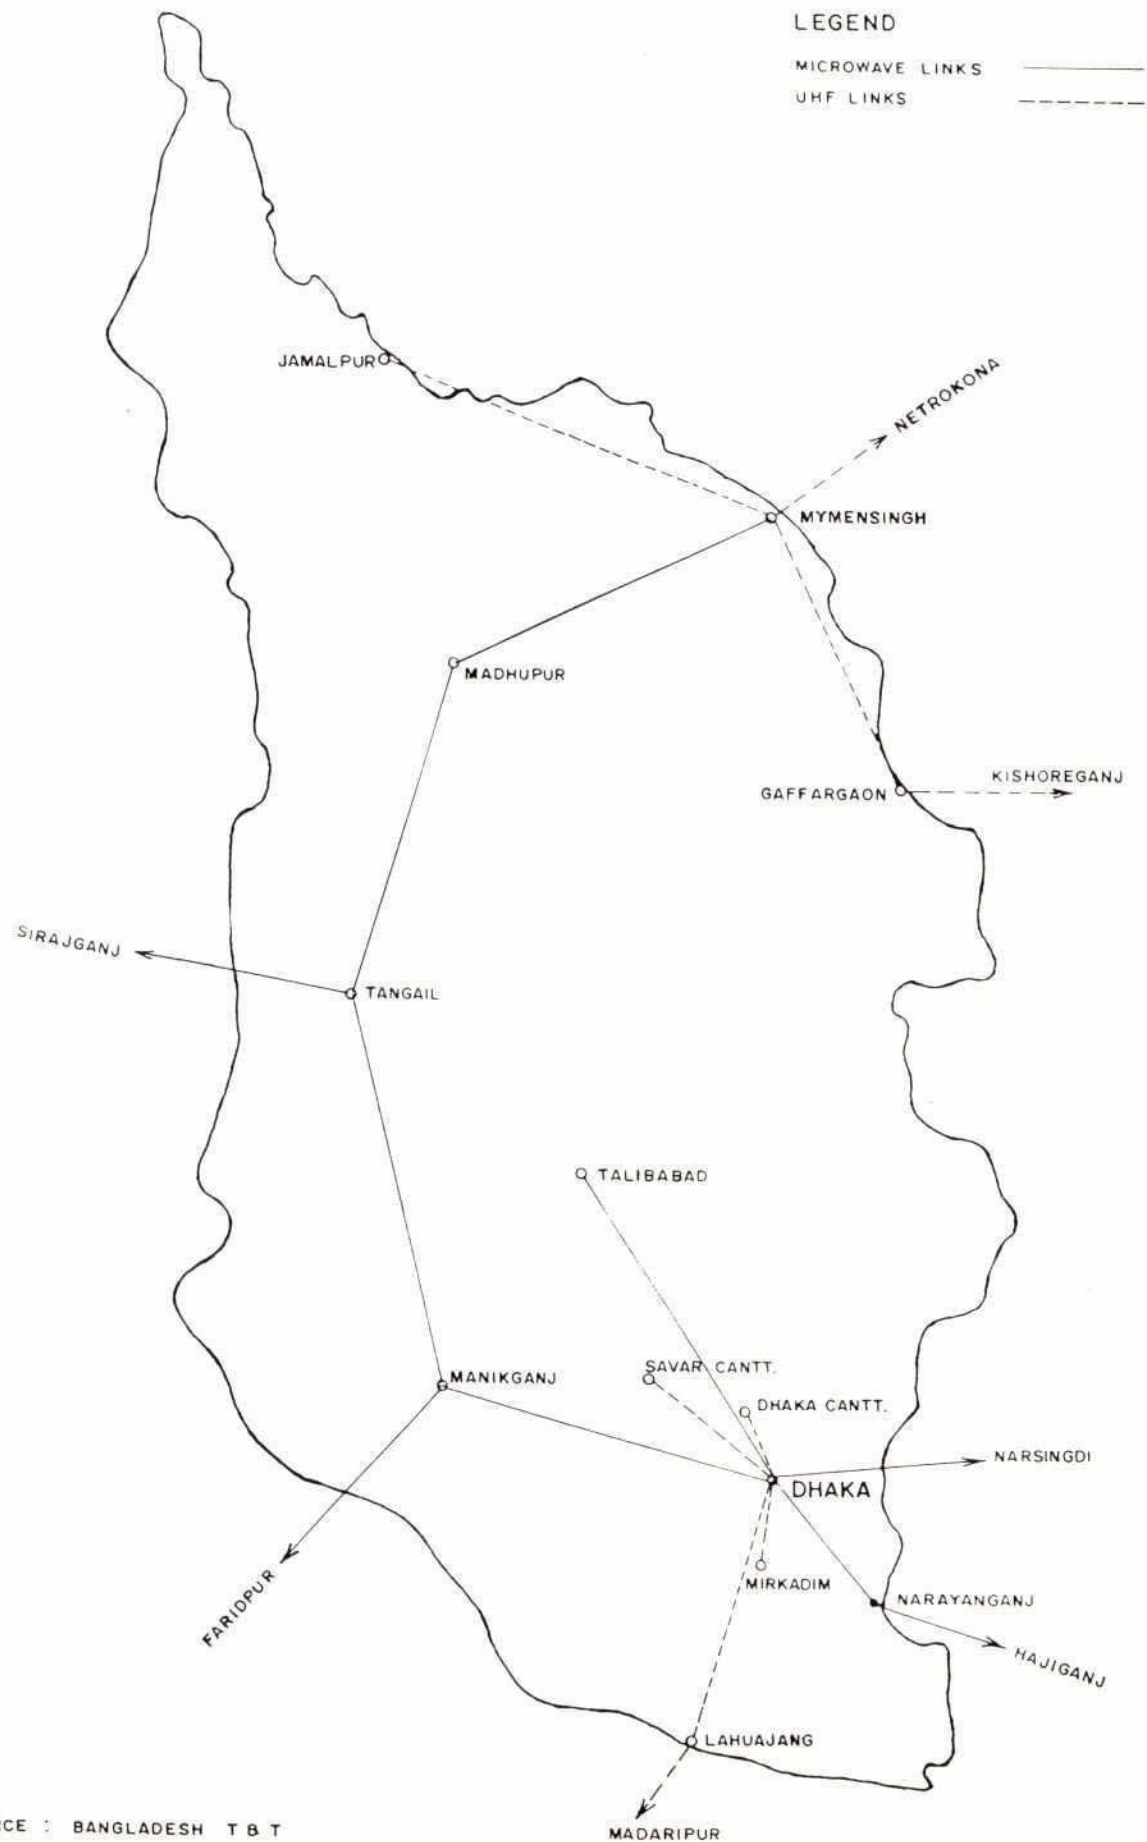 LEGEND
MICROWAVE LINKS
UHF LINKS
JAMALPUR
NETROKONA
MYMENSINGH
MADHUPUR
KISHOREGANJ
GAFFARGAON
SIRAJGANJ
TANGAIL
TALIBABAD
SAVAR CANTT.
MANIKGANJ
DHAKA CANTT.
NARSINGDI
DHAKA
MIRKADIM
NARAYANGANJ
FARIDPUR
HAJIGANJ
LAHUAJANG
RCE : BANGLADESH T & T
MADARIPUR